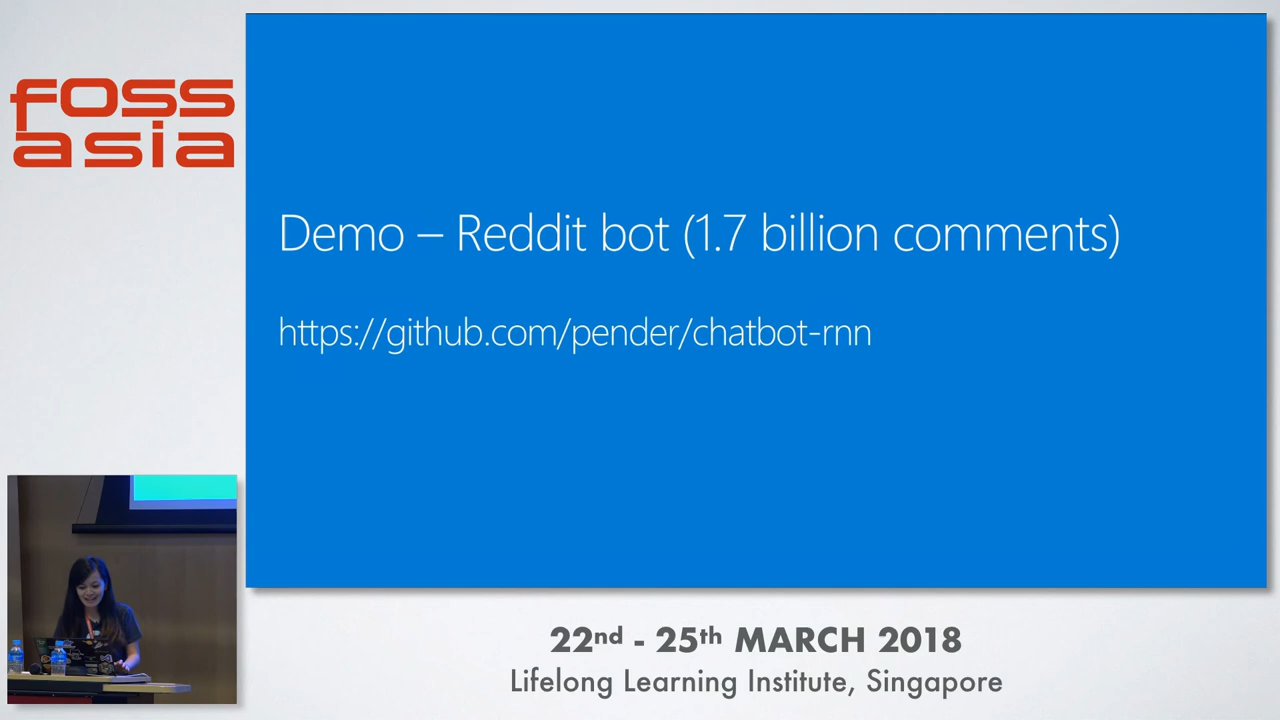 foss
asia
Demo – Reddit bot (1.7 billion comments)
https://github.com/pender/chatbot-rnn
22nd - 25th MARCH 2018
Lifelong Learning Institute, Singapore